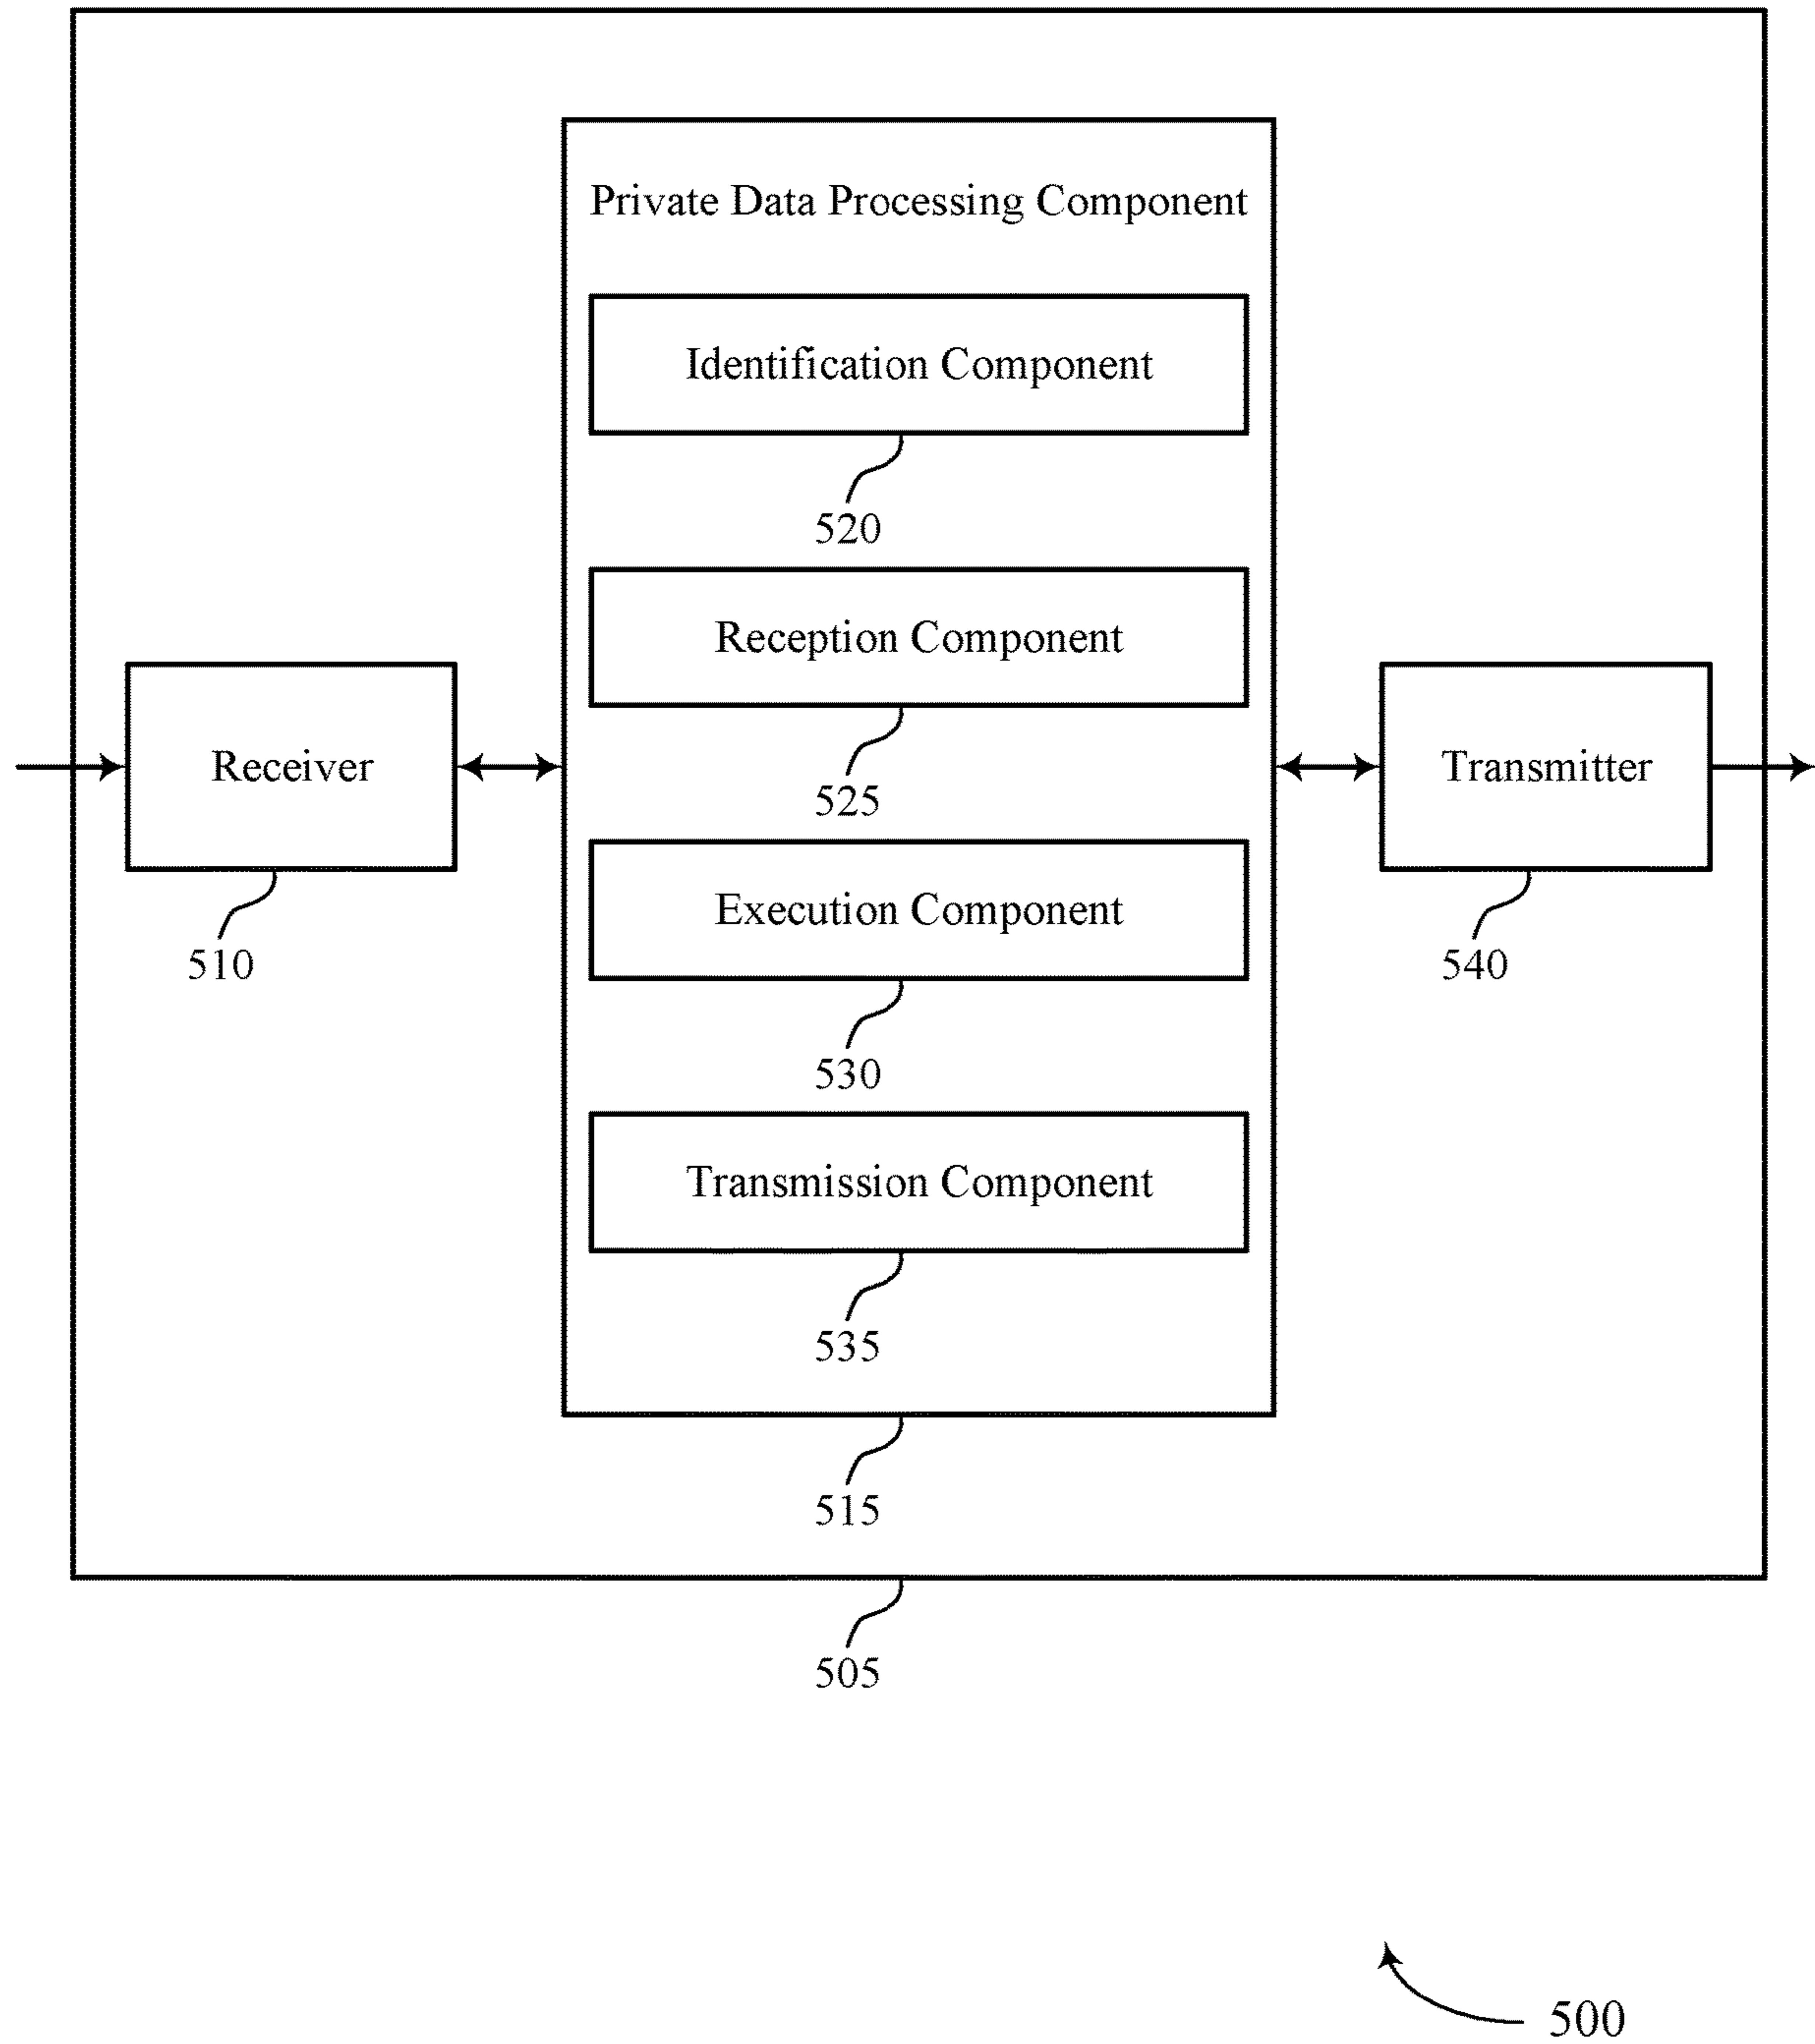 Private Data Processing Component
Identification Component
520
Reception Component
525
Receiver
510
Transmitter
540
Execution Component
530
Transmission Component
535
515
505
500